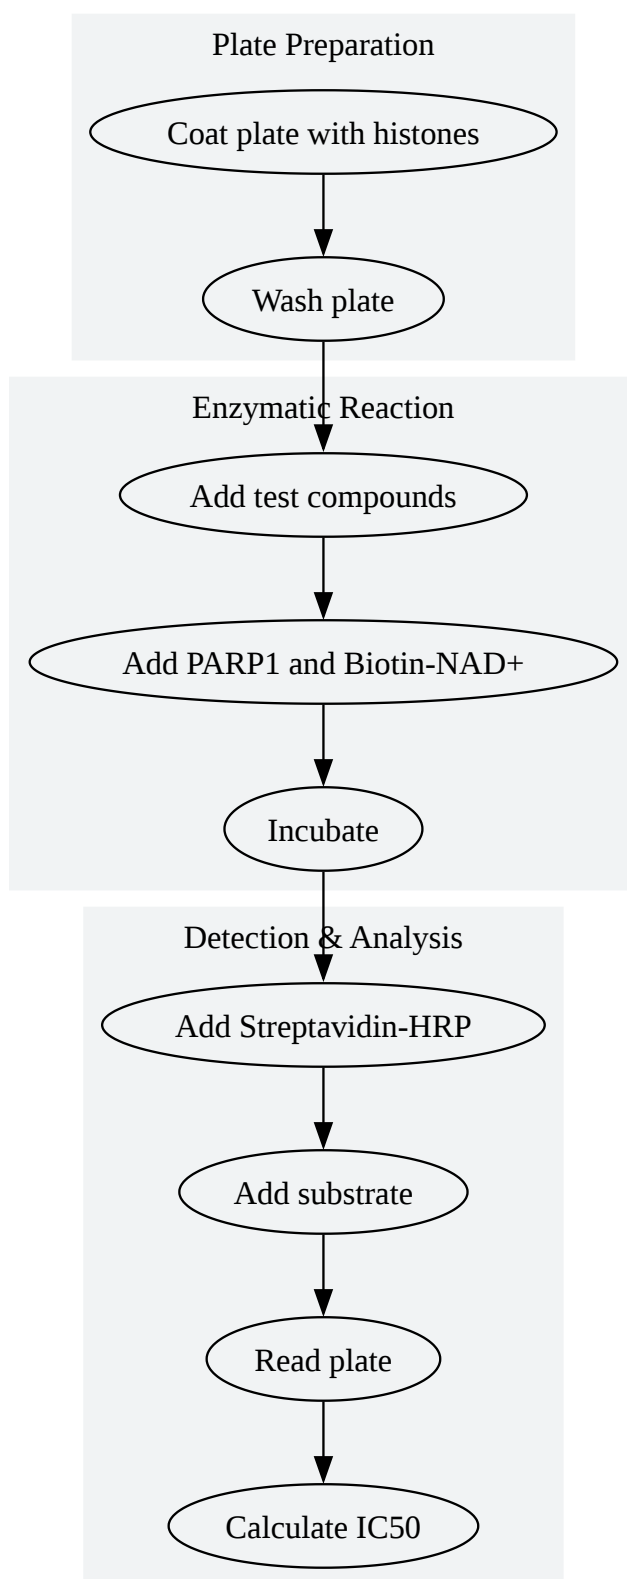 Plate Preparation
Coat plate with histones
Wash plate
Enzymatic Reaction
Add test compounds
Add PARP1 and Biotin-NAD+
Incubate
Detection & Analysis
Add Streptavidin-HRP
Add substrate
Read plate
Calculate IC50